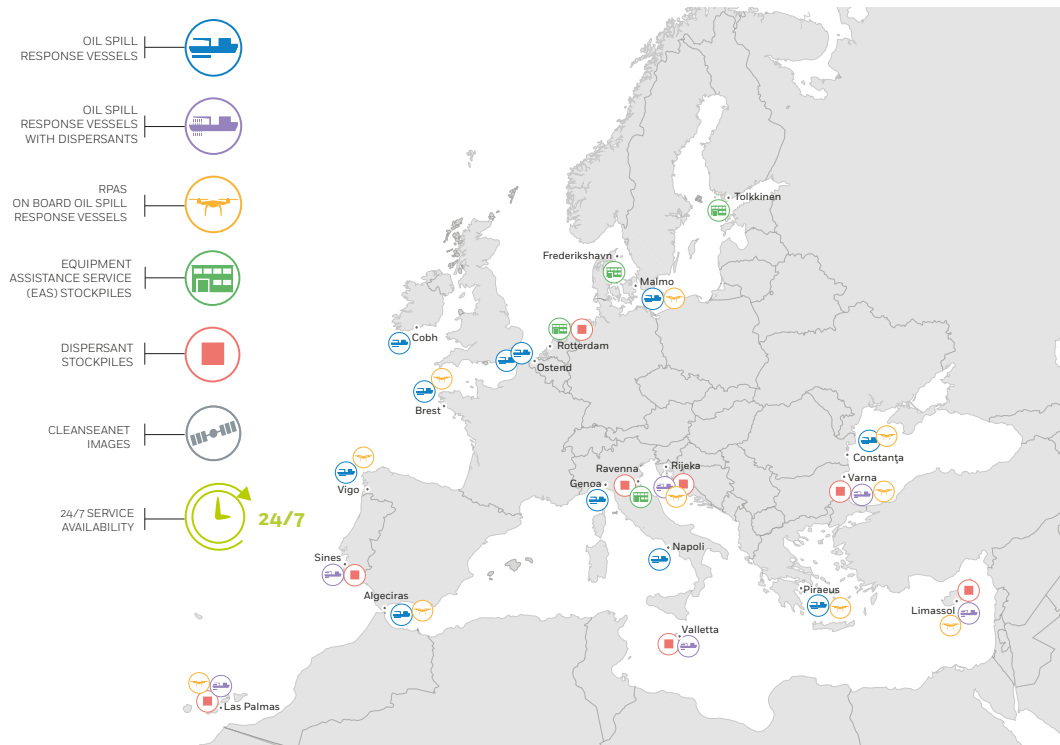 OIL SPILL
RESPONSE VESSELS
OIL SPILL
RESPONSE VESSELS
WITH DISPERSANTS
RPAS
ON BOARD OIL SPILL
RESPONSE VESSELS
EQUIPMENT
ASSISTANCE SERVICE
(EAS) STOCKPILES
DISPERSANT
STOCKPILES
CLEANSEANET
IMAGES
24/7 SERVICE
AVAILABILITY
24/7
Tolkkinen
Frederikshavn
Malmo
Cobh
Rotterdam
Ostend
Brest
Constanţa
Ravenna
Rijeka
Varna
Genoa
Vigo
Napoli
Sines
Piraeus
Algeciras
Limassol
Valletta
Las Palmas